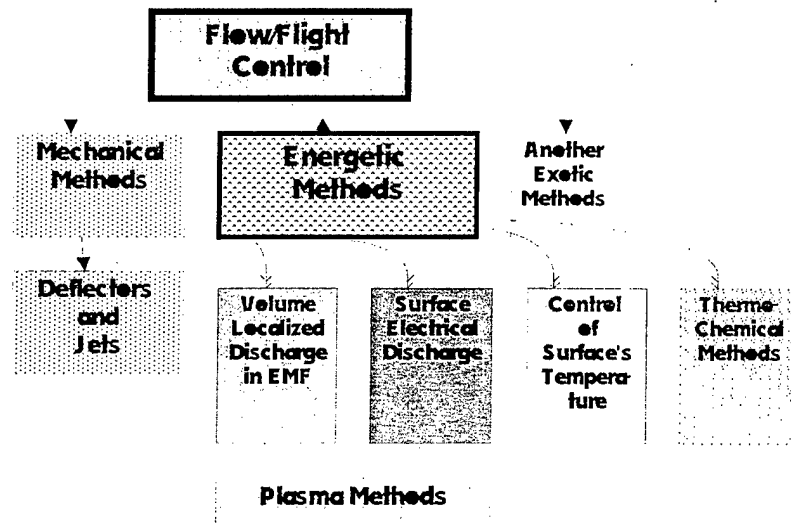 Flow/Flight
Control
Mechanical
Methods
Energetic
Methods
Another
Exotic
Methods
Deflectors
and
Jets
Volume
Localized
Discharge
in EMF
Surface
Electrical
Discharge
Control
of
Surface's
Tempera-
ture
Thermo-
Chemical
Methods
Plasma Methods